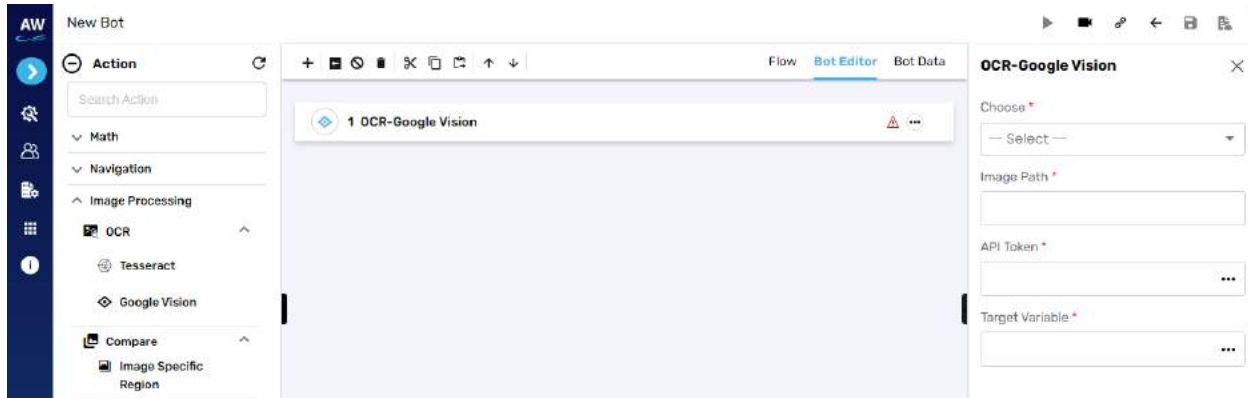 AW
New Bot
Action
Search Action
Math
Navigation
Image Processing
OCR
Tesseract
Google Vision
Compare
Image Specific
Region
Flow Bot Editor Bot Data
1 OCR-Google Vision
OCR-Google Vision
Choose *
--- Select ---
Image Path *
API Token *
Target Variable *